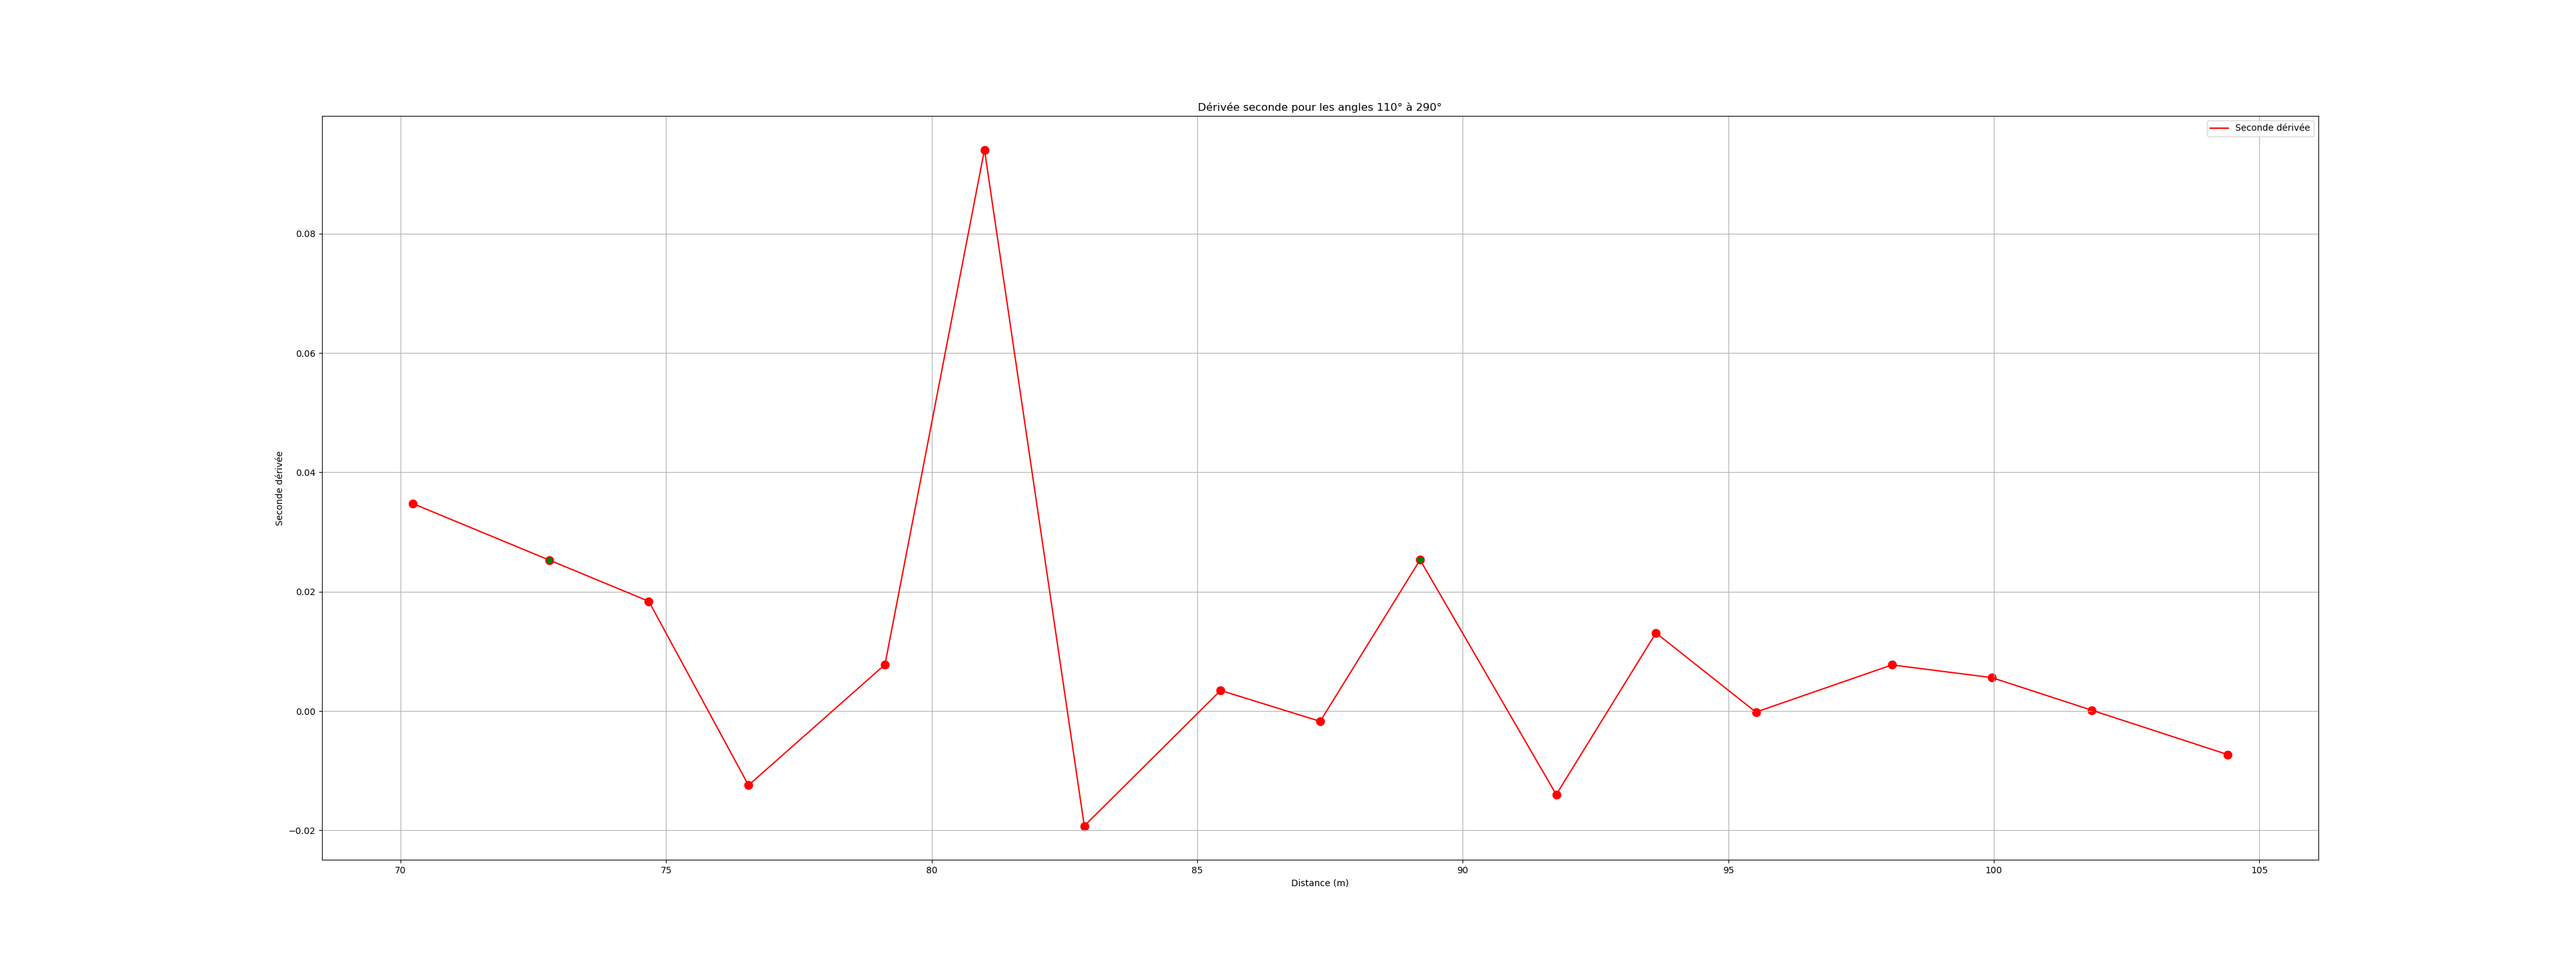 Dérivée seconde pour les angles 110° à 290°
Seconde dérivée
0.08
0.06
0.04
0.02
0.00
−0.02
Seconde dérivée
70 75 80 85 90 95 100 105
Distance (m)